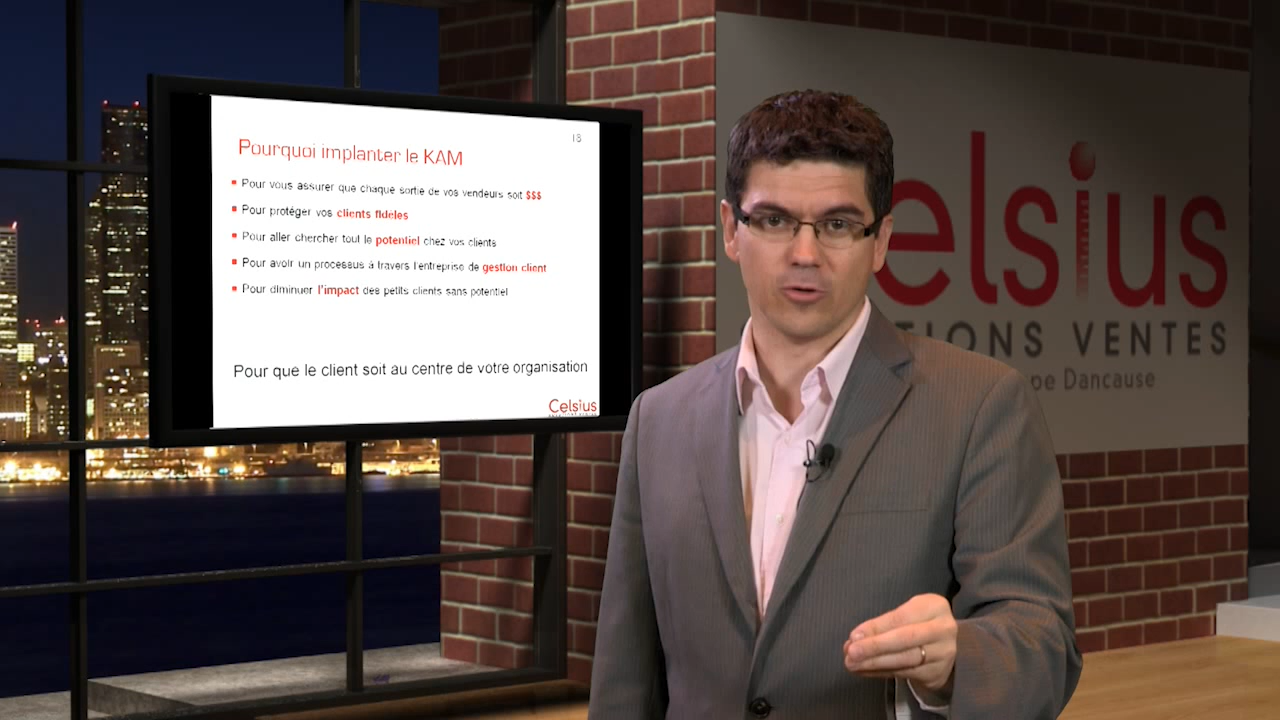 18
Pourquoi implanter le KAM
Pour vous assurer que chaque sortie de vos vendeurs soit $$$
Pour protéger vos clients fidèles
Pour aller chercher tout le potentiel chez vos clients
Pour avoir un processus à travers l'entreprise de gestion client
Pour diminuer l'impact des petits clients sans potentiel
Pour que le client soit au centre de votre organisation
Celsius
elsius
TIONS VENTES
pe Dancause